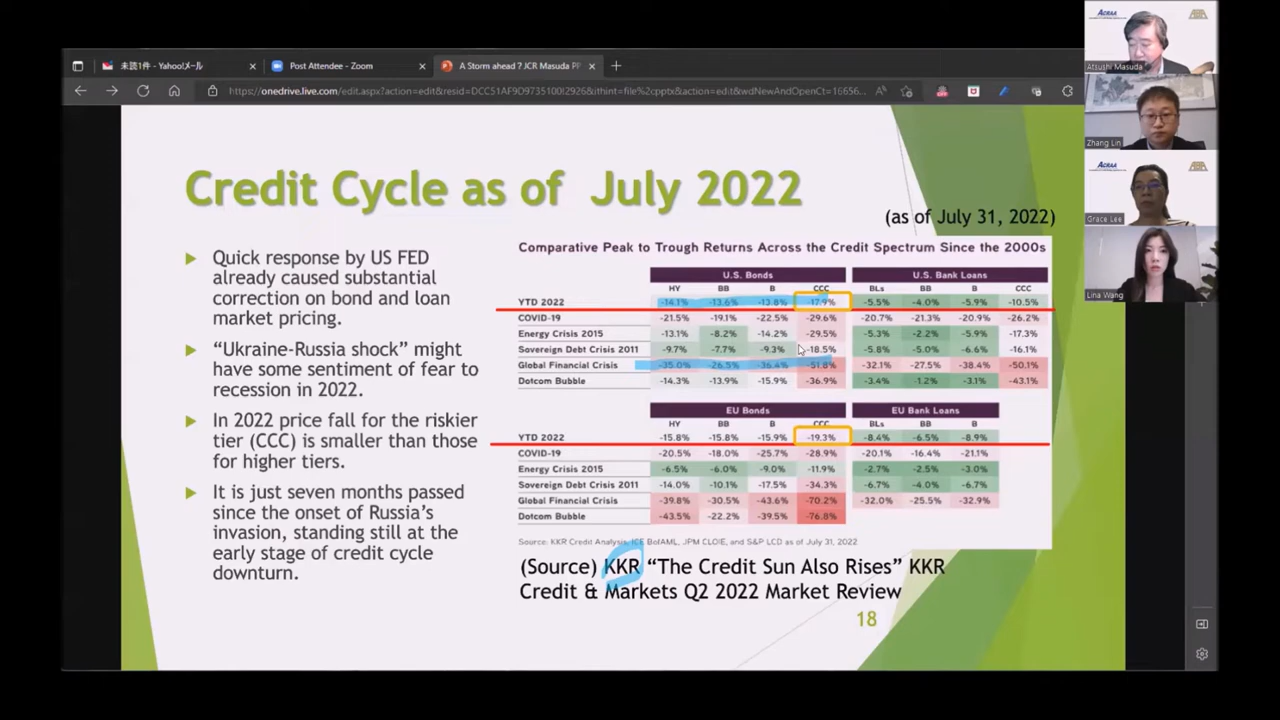 未読1件 - Yahoo!メール
Post Attendee - Zoom
A Storm ahead ? JCR Masuda PP
https://onedrive.live.com/edit.aspx?action=edit&resid=DCC51AF9D9735100!2926&ithint=file%2cpptx&action=edit&wdNewAndOpenCt=16656...
Credit Cycle as of July 2022
(as of July 31, 2022)
Quick response by US FED
already caused substantial
correction on bond and loan
market pricing.
“Ukraine-Russia shock” might
have some sentiment of fear to
recession in 2022.
In 2022 price fall for the riskier
tier (CCC) is smaller than those
for higher tiers.
It is just seven months passed
since the onset of Russia’s
invasion, standing still at the
early stage of credit cycle
downturn.
Comparative Peak to Trough Returns Across the Credit Spectrum Since the 2000s
U.S. Bonds U.S. Bank Loans
HY BB B CCC BLs BB B CCC
YTD 2022 -14.1% -13.6% -13.8% -17.9% -5.5% -4.0% -5.9% -10.5%
COVID-19 -21.5% -19.1% -22.5% -29.6% -20.7% -21.3% -20.9% -26.2%
Energy Crisis 2015 -13.1% -8.2% -14.2% -29.5% -5.3% -2.2% -5.9% -17.3%
Sovereign Debt Crisis 2011 -9.7% -7.7% -9.3% -18.5% -5.8% -5.0% -6.6% -16.1%
Global Financial Crisis -35.0% -26.5% -36.4% -51.8% -32.1% -27.5% -38.4% -50.1%
Dotcom Bubble -14.3% -13.9% -15.9% -36.9% -3.4% -1.2% -3.1% -43.1%
EU Bonds EU Bank Loans
HY BB B CCC BLs BB B
YTD 2022 -15.8% -15.8% -15.9% -19.3% -8.4% -6.5% -8.9%
COVID-19 -20.5% -18.0% -25.7% -28.9% -20.1% -16.4% -21.1%
Energy Crisis 2015 -6.5% -6.0% -9.0% -11.9% -2.7% -2.5% -3.0%
Sovereign Debt Crisis 2011 -14.0% -10.1% -17.5% -34.3% -6.7% -4.0% -6.7%
Global Financial Crisis -39.8% -30.5% -43.6% -70.2% -32.0% -25.5% -32.9%
Dotcom Bubble -43.5% -22.2% -39.5% -76.8%
Source: KKR Credit Analysis, ICE BofAML, JPM CLOIE, and S&P LCD as of July 31, 2022
(Source) KKR “The Credit Sun Also Rises” KKR
Credit & Markets Q2 2022 Market Review
18
ACRAA
Atsushi Masuda
Zhang Lin
ACRAA
Grace Lee
Lina Wang